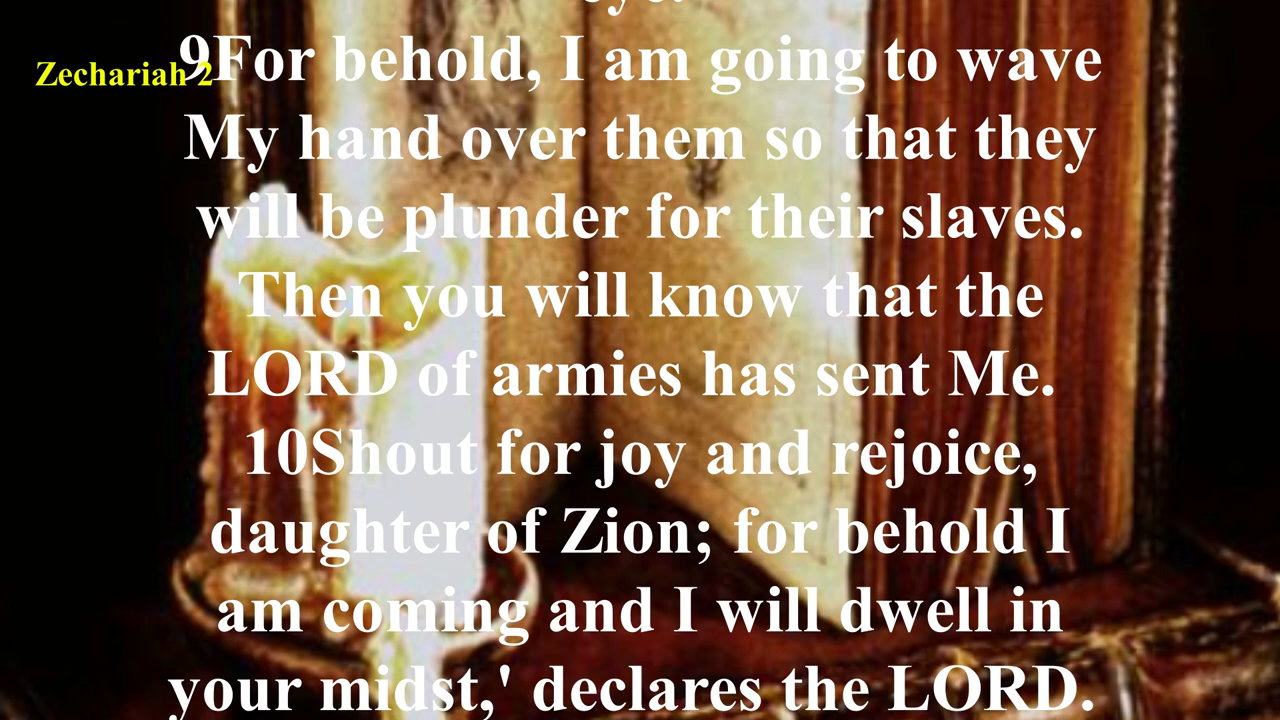 eye.
Zechariah 2
9For behold, I am going to wave
My hand over them so that they
will be plunder for their slaves.
Then you will know that the
LORD of armies has sent Me.
10Shout for joy and rejoice,
daughter of Zion; for behold I
am coming and I will dwell in
your midst,' declares the LORD.